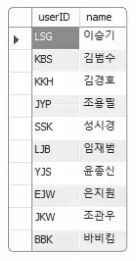 userID name
LSG 이승기
KBS 김범수
KKH 김경호
JYP 조용필
SSK 성시경
LJB 임재범
YJS 윤종신
EJW 은지원
JKW 조관우
BBK 바비킴